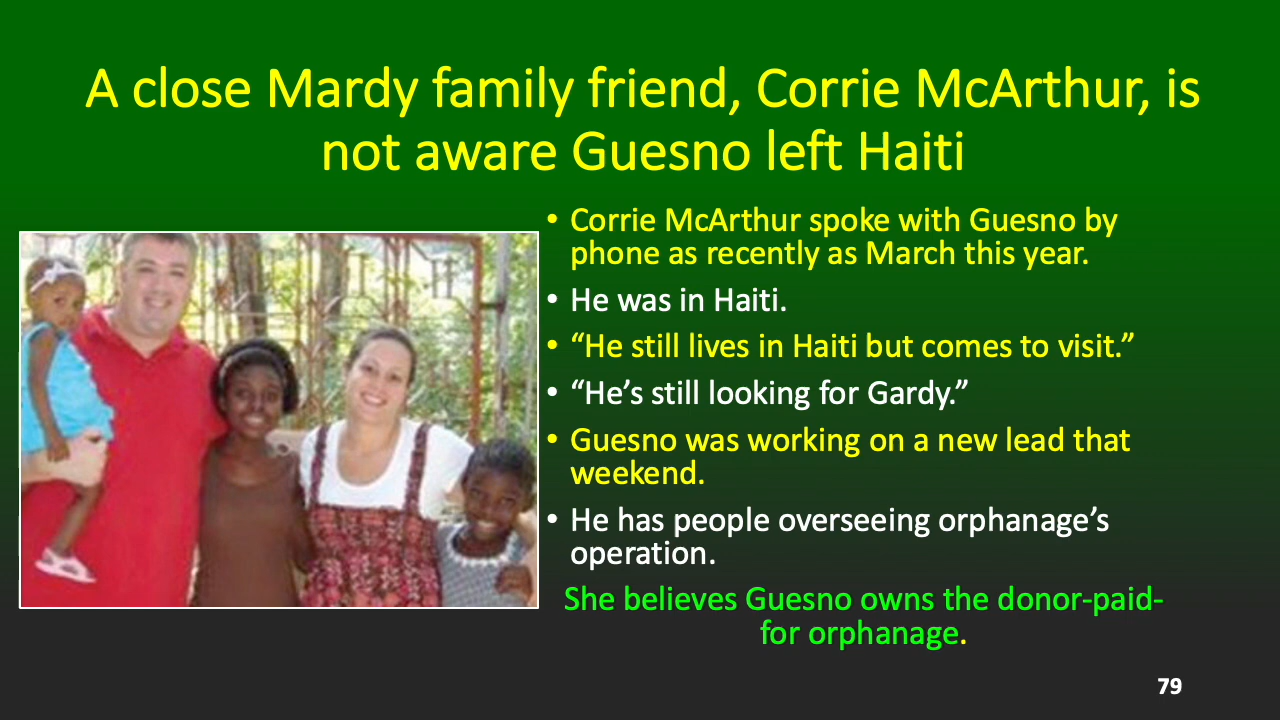 A close Mardy family friend, Corrie McArthur, is
not aware Guesno left Haiti
• Corrie McArthur spoke with Guesno by
phone as recently as March this year.
• He was in Haiti.
• “He still lives in Haiti but comes to visit.”
• “He’s still looking for Gardy.”
• Guesno was working on a new lead that
weekend.
• He has people overseeing orphanage’s
operation.
She believes Guesno owns the donor-paid-
for orphanage.
79